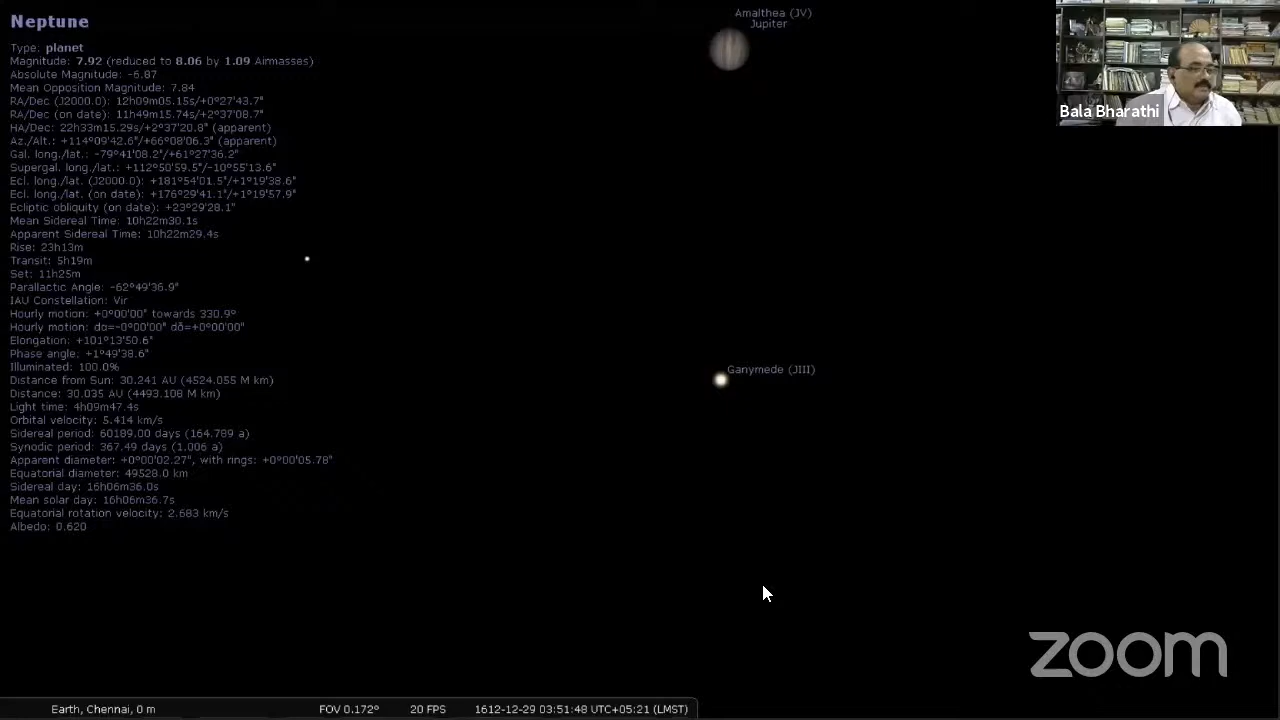 Neptune
Type: planet
Magnitude: 7.92 (reduced to 8.06 by 1.09 Airmasses)
Absolute Magnitude: -6.87
Mean Opposition Magnitude: 7.84
RA/Dec (J2000.0): 12h09m05.15s/+0°27'43.7"
RA/Dec (on date): 11h49m15.74s/+2°37'08.7"
HA/Dec: 22h33m15.29s/+2°37'20.8" (apparent)
Az./Alt.: +114°09'42.6"/+66°08'06.3" (apparent)
Gal. long./lat.: -79°41'08.2"/+61°27'36.2"
Supergal. long./lat.: +112°50'59.5"/-10°55'13.6"
Ecl. long./lat. (J2000.0): +181°54'01.5"/+1°19'38.6"
Ecl. long./lat. (on date): +176°29'41.1"/+1°19'57.9"
Ecliptic obliquity (on date): +23°29'28.1"
Mean Sidereal Time: 10h22m30.1s
Apparent Sidereal Time: 10h22m29.4s
Rise: 23h13m
Transit: 5h19m
Set: 11h25m
Parallactic Angle: -62°49'36.9"
IAU Constellation: Vir
Hourly motion: +0°00'00" towards 330.9°
Hourly motion: dα=-0°00'00" dδ=+0°00'00"
Elongation: +101°13'50.6"
Phase angle: +1°49'38.6"
Illuminated: 100.0%
Distance from Sun: 30.241 AU (4524.055 M km)
Distance: 30.035 AU (4493.108 M km)
Light time: 4h09m47.4s
Orbital velocity: 5.414 km/s
Sidereal period: 60189.00 days (164.789 a)
Synodic period: 367.49 days (1.006 a)
Apparent diameter: +0°00'02.27", with rings: +0°00'05.78"
Equatorial diameter: 49528.0 km
Sidereal day: 16h06m36.0s
Mean solar day: 16h06m36.7s
Equatorial rotation velocity: 2.683 km/s
Albedo: 0.620
Amalthea (JV)
Jupiter
Ganymede (JIII)
Bala Bharathi
zoom
Earth, Chennai, 0 m FOV 0.172° 20 FPS 1612-12-29 03:51:48 UTC+05:21 (LMST)